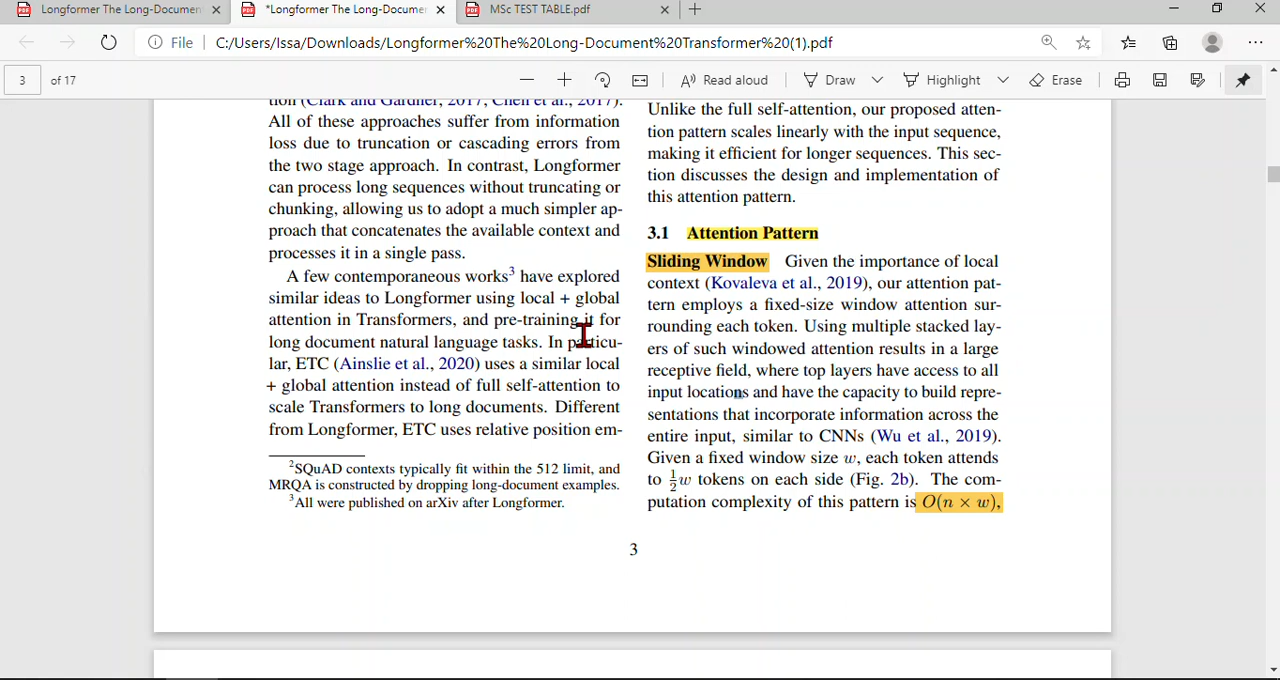 Longformer The Long-Documen
*Longformer The Long-Docume
MSc TEST TABLE.pdf
File
C:/Users/Issa/Downloads/Longformer%20The%20Long-Document%20Transformer%20(1).pdf
3
of 17
Read aloud
Draw
Highlight
Erase
tion (Clark and Gardner, 2017; Chen et al., 2017).
All of these approaches suffer from information
loss due to truncation or cascading errors from
the two stage approach. In contrast, Longformer
can process long sequences without truncating or
chunking, allowing us to adopt a much simpler ap-
proach that concatenates the available context and
processes it in a single pass.
A few contemporaneous works3 have explored
similar ideas to Longformer using local + global
attention in Transformers, and pre-training it for
long document natural language tasks. In particu-
lar, ETC (Ainslie et al., 2020) uses a similar local
+ global attention instead of full self-attention to
scale Transformers to long documents. Different
from Longformer, ETC uses relative position em-
2SQuAD contexts typically fit within the 512 limit, and
MRQA is constructed by dropping long-document examples.
3All were published on arXiv after Longformer.
Unlike the full self-attention, our proposed atten-
tion pattern scales linearly with the input sequence,
making it efficient for longer sequences. This sec-
tion discusses the design and implementation of
this attention pattern.
3.1 Attention Pattern
Sliding Window Given the importance of local
context (Kovaleva et al., 2019), our attention pat-
tern employs a fixed-size window attention sur-
rounding each token. Using multiple stacked lay-
ers of such windowed attention results in a large
receptive field, where top layers have access to all
input locations and have the capacity to build repre-
sentations that incorporate information across the
entire input, similar to CNNs (Wu et al., 2019).
Given a fixed window size w, each token attends
to ½w tokens on each side (Fig. 2b). The com-
putation complexity of this pattern is O(n × w),
3